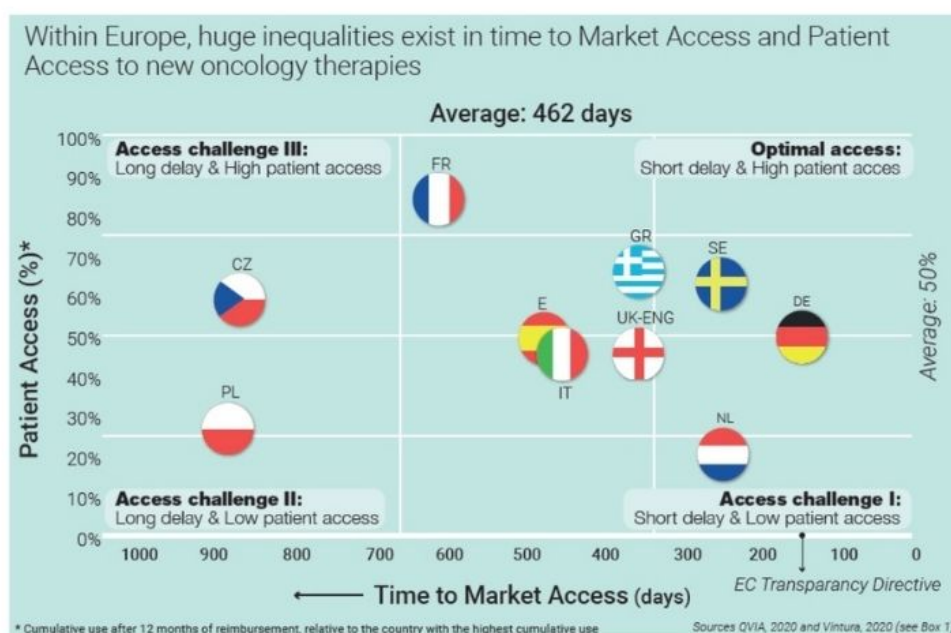 Within Europe, huge inequalities exist in time to Market Access and Patient
Access to new oncology therapies
Average: 462 days
100%
90%
80%
70%
60%
50%
40%
30%
20%
10%
0%
Patient Access (%)*
Access challenge III:
Long delay & High patient access
Optimal access:
Short delay & High patient acces
FR
GR
SE
CZ
E
UK-ENG
DE
IT
PL
NL
Average: 50%
Access challenge II:
Long delay & Low patient access
Access challenge I:
Short delay & Low patient access
1000 900 800 700 600 500 400 300 200 100 0
EC Transparancy Directive
Time to Market Access (days)
* Cumulative use after 12 months of reimbursement, relative to the country with the highest cumulative use
Sources QVIA, 2020 and Vintura, 2020 (see Box 1